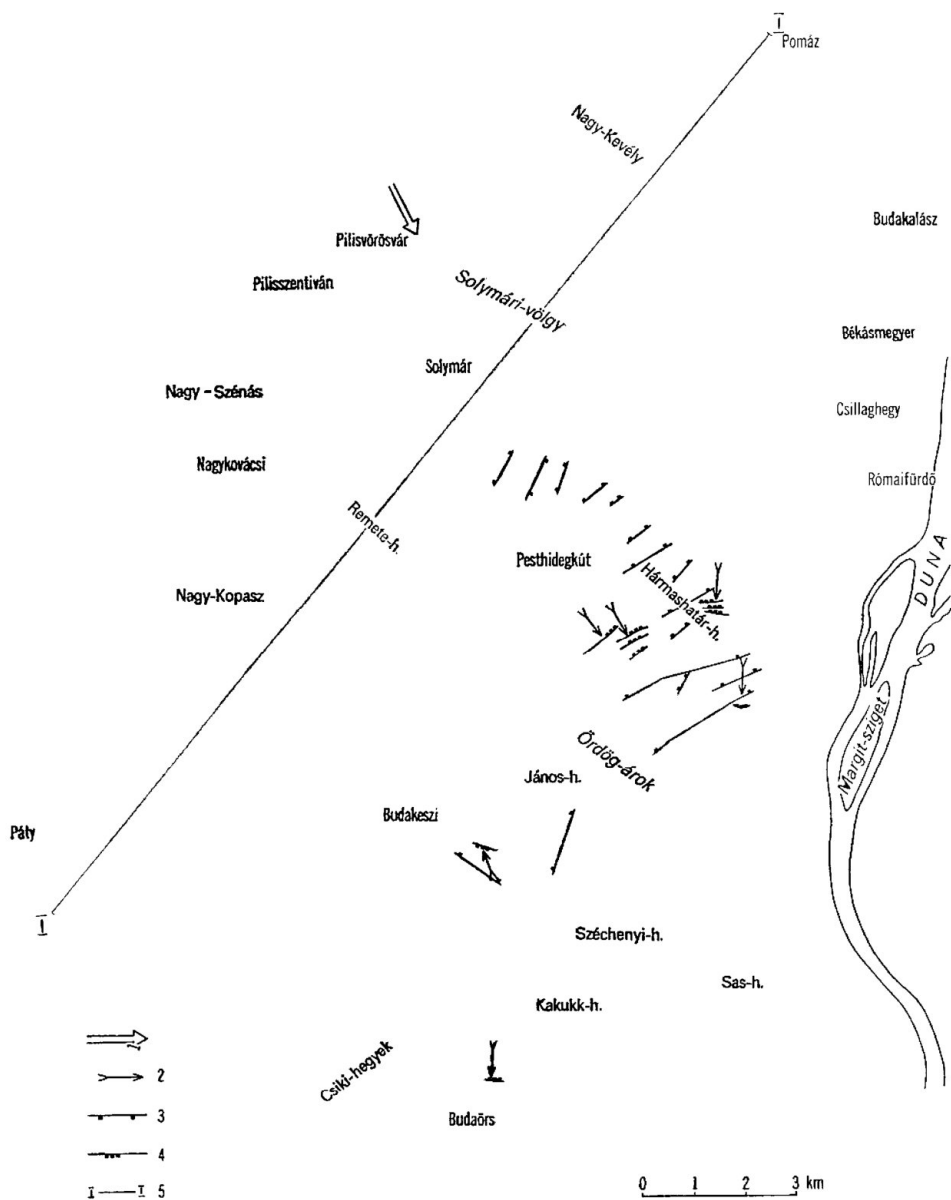 I
Pomáz
Nagy-Kevély
Budakalász
Pilisvörösvár
Pilisszentiván
Solymári-völgy
Békásmegyer
Solymár
Nagy-Szénás
Csillaghegy
Nagykovácsi
Rómaifürdő
Remete-h.
DUNA
Pesthidegkút
Hármashatár-h.
Nagy-Kopasz
Margit-sziget
Ördög-árok
János-h.
Budakeszi
Páty
I
Széchenyi-h.
Sas-h.
Kakukk-h.
Csiki-hegyek
Budaörs
2
3
4
I I 5
0 1 2 3 km